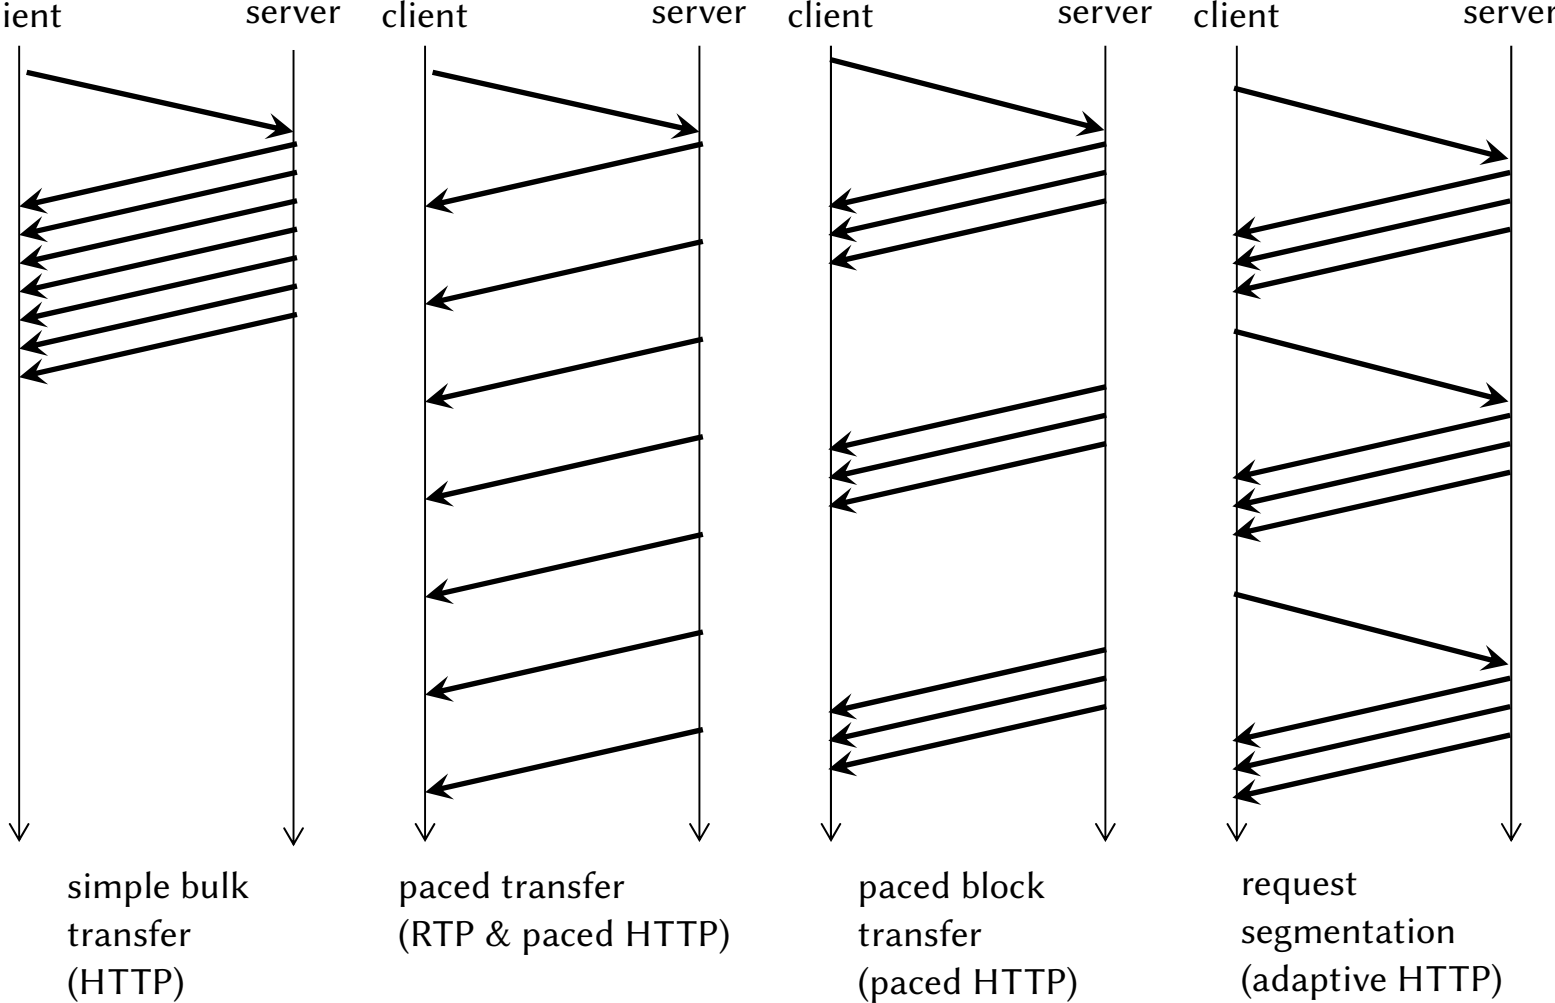 ient server client server client server client server
simple bulk
transfer
(HTTP)
paced transfer
(RTP & paced HTTP)
paced block
transfer
(paced HTTP)
request
segmentation
(adaptive HTTP)